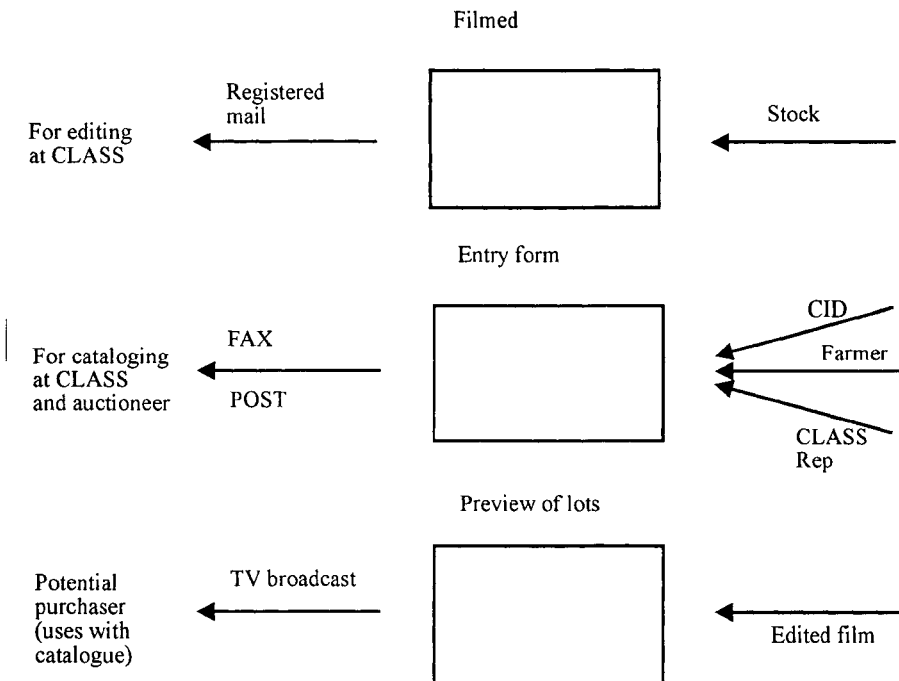 Filmed
Registered
mail
For editing
at CLASS
Stock
Entry form
CID
FAX
Farmer
For cataloging
at CLASS
and auctioneer
POST
CLASS
Rep
Preview of lots
TV broadcast
Potential
purchaser
(uses with
catalogue)
Edited film